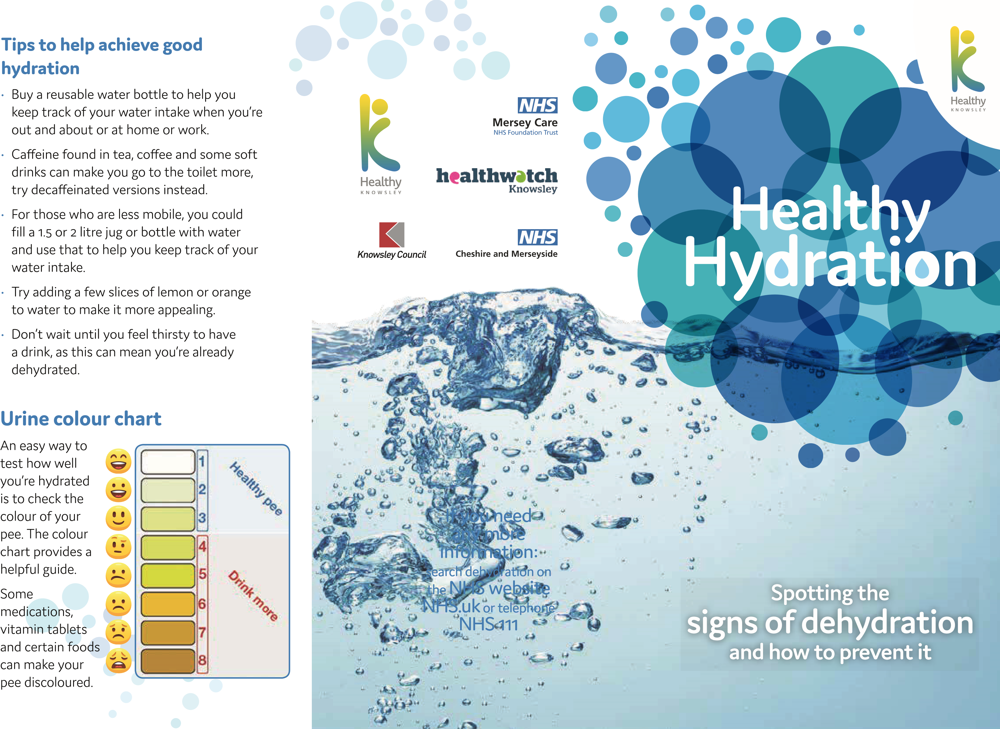 Tips to help achieve good
hydration
· Buy a reusable water bottle to help you
keep track of your water intake when you're
out and about or at home or work.
· Caffeine found in tea, coffee and some soft
drinks can make you go to the toilet more,
try decaffeinated versions instead.
· For those who are less mobile, you could
fill a 1.5 or 2 litre jug or bottle with water
and use that to help you keep track of your
water intake.
· Try adding a few slices of lemon or orange
to water to make it more appealing.
· Don't wait until you feel thirsty to have
a drink, as this can mean you're already
dehydrated.
Urine colour chart
An easy way to
test how well
you're hydrated
is to check the
colour of your
pee. The colour
chart provides a
helpful guide.
Some
medications,
vitamin tablets
and certain foods
can make your
pee discoloured.
1
2
3
4
5
6
7
8
Healthy pee
Drink more
Healthy
KNOWSLEY
NHS
Mersey Care
NHS Foundation Trust
healthwatch
Knowsley
Knowsley Council
NHS
Cheshire and Merseyside
If you need
any more
information:
search dehydration on
the NHS website
NHS.uk or telephone
NHS 111
Healthy
KNOWSLEY
Healthy
Hydration
Spotting the
signs of dehydration
and how to prevent it